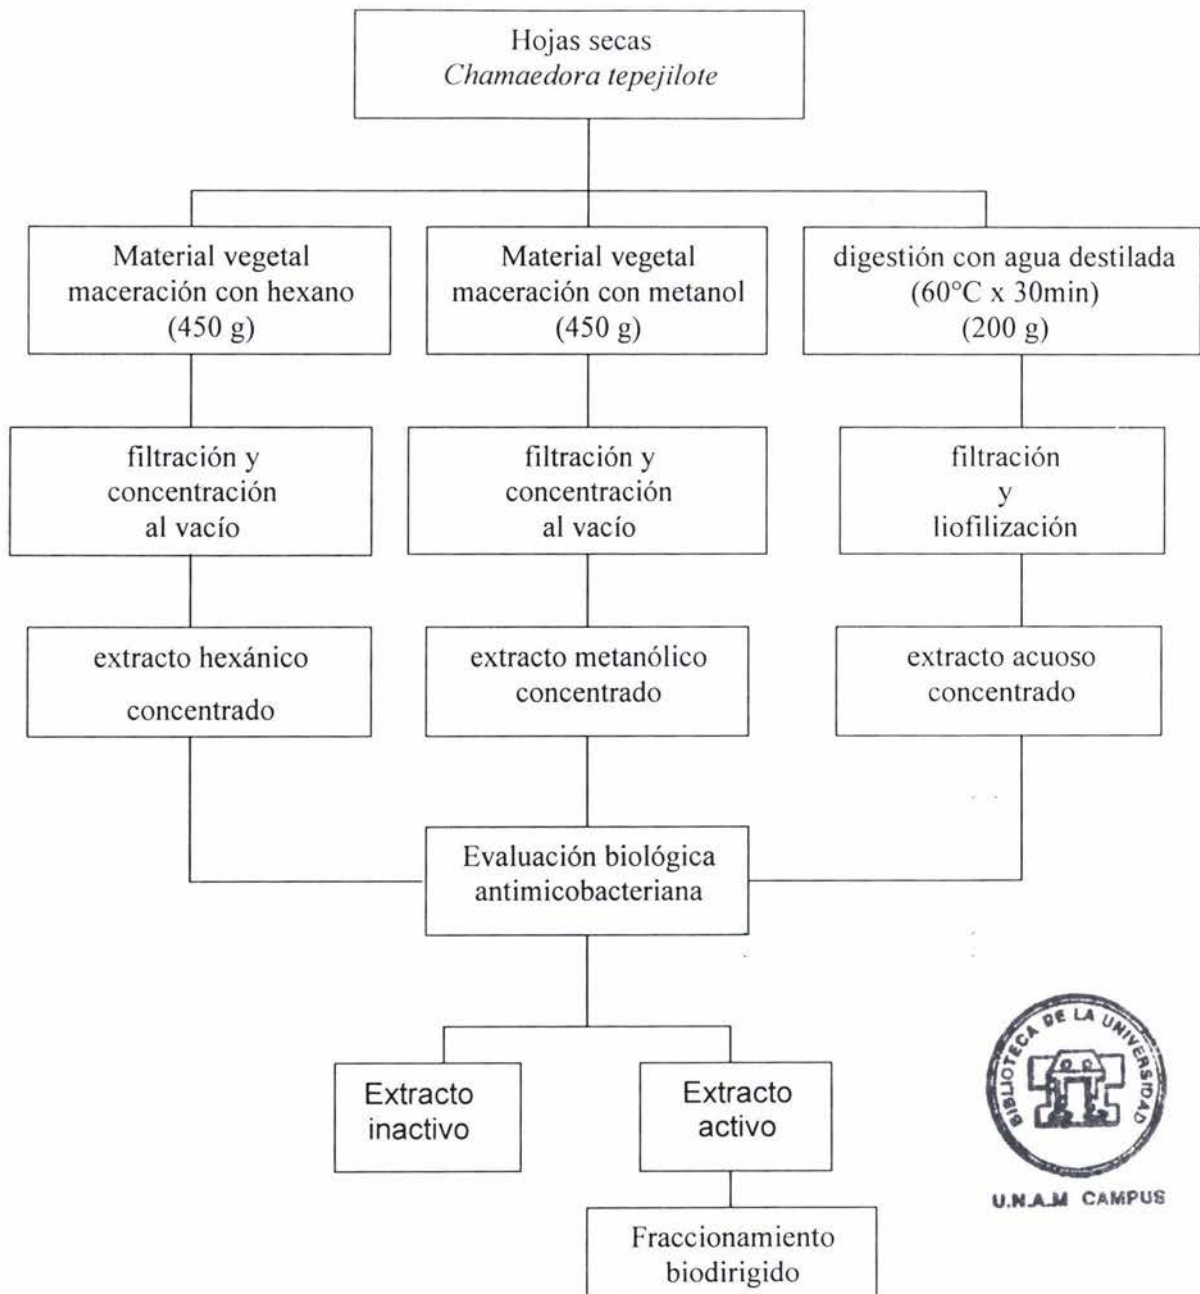 Hojas secas
Chamaedora tepejilote
Material vegetal
maceración con hexano
(450 g)
Material vegetal
maceración con metanol
(450 g)
digestión con agua destilada
(60°C x 30min)
(200 g)
filtración y
concentración
al vacío
filtración y
concentración
al vacío
filtración
y
liofilización
extracto hexánico
concentrado
extracto metanólico
concentrado
extracto acuoso
concentrado
Evaluación biológica
antimicobacteriana
Extracto
inactivo
Extracto
activo
Fraccionamiento
biodirigido
BIBLIOTECA DE LA UNIVERSIDAD
U.N.A.M CAMPUS